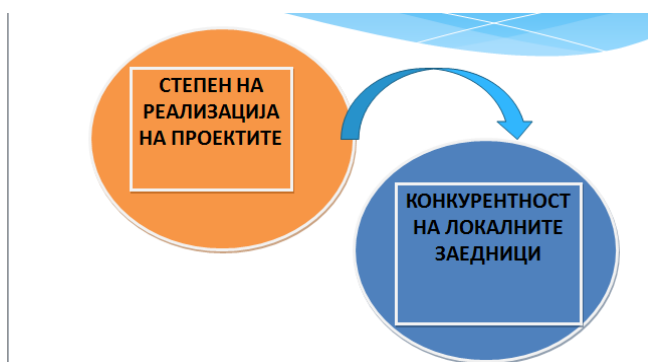 СТЕПЕН НА
РЕАЛИЗАЦИЈА
НА ПРОЕКТИТЕ
КОНКУРЕНТНОСТ
НА ЛОКАЛНИТЕ
ЗАЕДНИЦИ